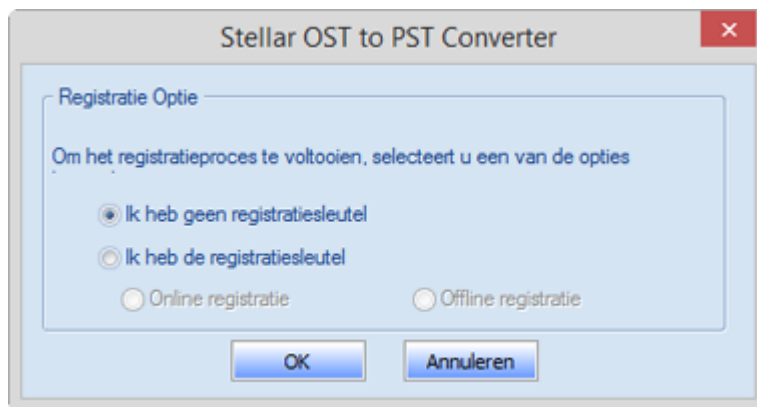 Stellar OST to PST Converter
Registratie Optie
Om het registratieproces te voltooien, selecteert u een van de opties
Ik heb geen registratiesleutel
Ik heb de registratiesleutel
Online registratie
Offline registratie
OK
Annuleren